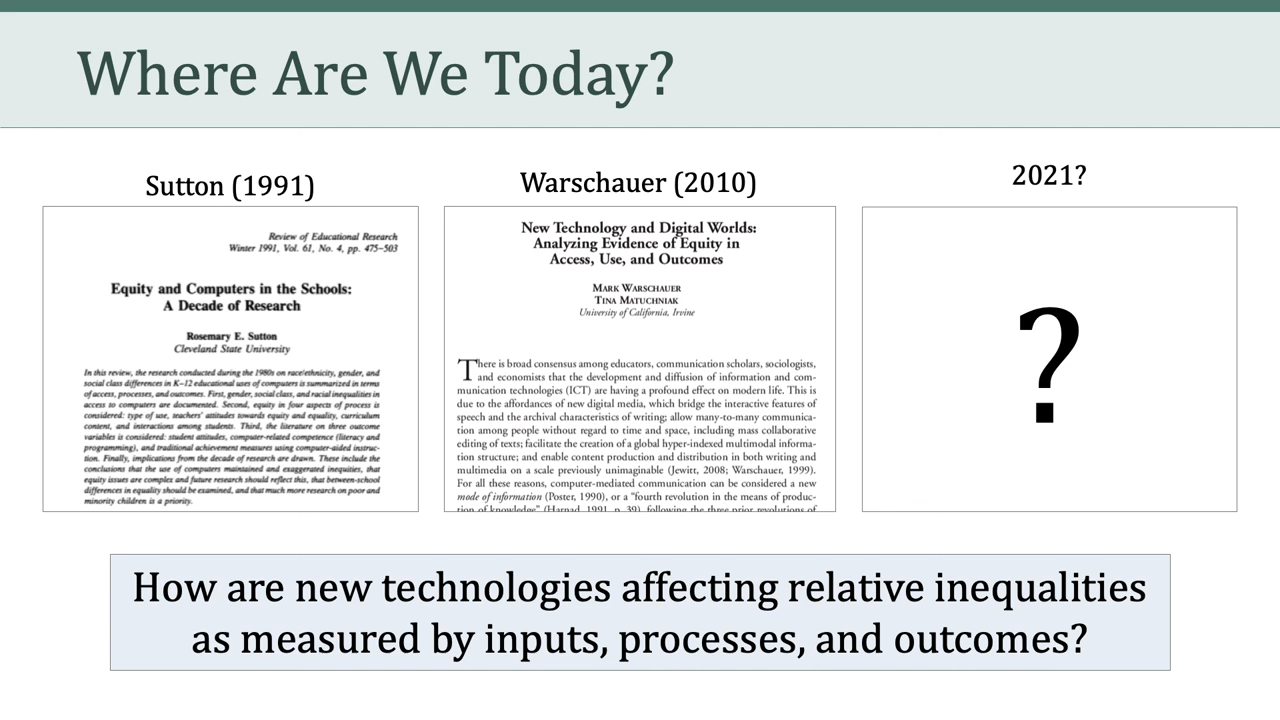 Where Are We Today?
Sutton (1991)
Review of Educational Research
Winter 1991, Vol. 61, No. 4, pp. 475–503
Equity and Computers in the Schools:
A Decade of Research
Rosemary E. Sutton
Cleveland State University
In this review, the research conducted during the 1980s on race/ethnicity, gender, and
social class differences in K–12 educational uses of computers is summarized in terms
of access, processes, and outcomes. First, gender, social class, and racial inequalities in
access to computers are documented. Second, equity in four aspects of process is
considered: type of use, teachers' attitudes towards equity and equality, curriculum
content, and interactions among students. Third, the literature on three outcome
variables is considered: student attitudes, computer-related competence (literacy and
programming), and traditional achievement measures using computer-aided instruc-
tion. Finally, implications from the decade of research are drawn. These include the
conclusions that the use of computers maintained and exaggerated inequities, that
equity issues are complex and future research should reflect this, that between-school
differences in equality should be examined, and that much more research on poor and
minority children is a priority.
Warschauer (2010)
New Technology and Digital Worlds:
Analyzing Evidence of Equity in
Access, Use, and Outcomes
Mark Warschauer
Tina Matuchniak
University of California, Irvine
There is broad consensus among educators, communication scholars, sociologists,
and economists that the development and diffusion of information and com-
munication technologies (ICT) are having a profound effect on modern life. This is
due to the affordances of new digital media, which bridge the interactive features of
speech and the archival characteristics of writing; allow many-to-many communica-
tion among people without regard to time and space, including mass collaborative
editing of texts; facilitate the creation of a global hyper-indexed multimodal informa-
tion structure; and enable content production and distribution in both writing and
multimedia on a scale previously unimaginable (Jewitt, 2008; Warschauer, 1999).
For all these reasons, computer-mediated communication can be considered a new
mode of information (Poster, 1990), or a "fourth revolution in the means of produc-
tion of knowledge" (Harnad, 1991, p. 39), following the three prior revolutions of
2021?
?
How are new technologies affecting relative inequalities
as measured by inputs, processes, and outcomes?